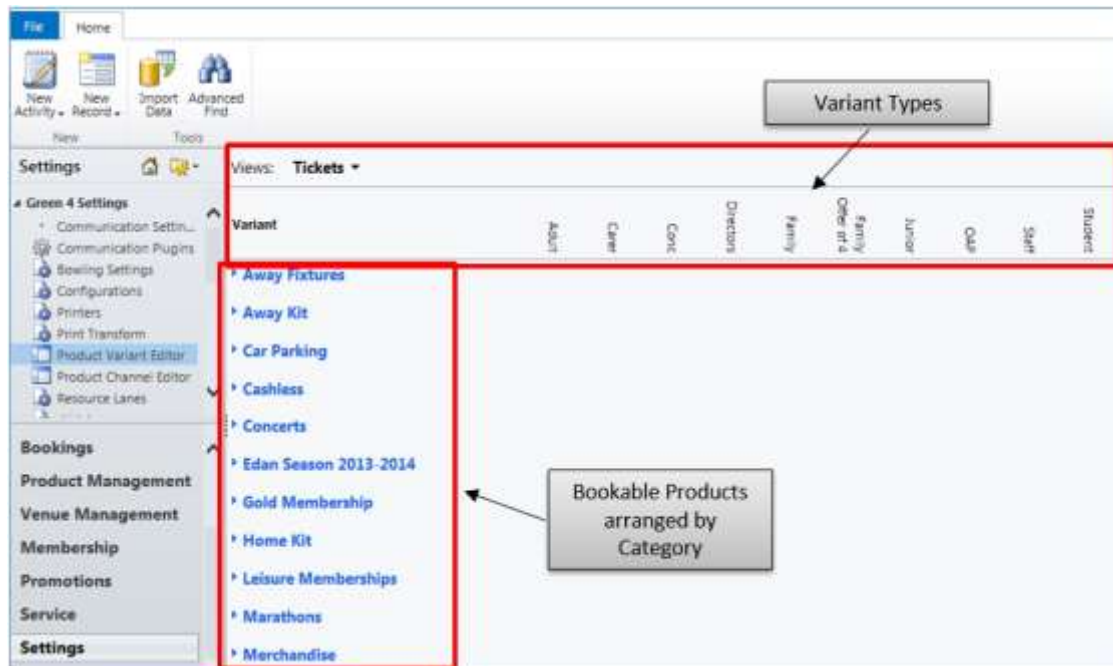 File Home
New Activity
New Record
Import Data
Advanced Find
New Tools
Settings
Green 4 Settings
Communication Settin...
Communication Plugins
Bowling Settings
Configurations
Printers
Print Transform
Product Variant Editor
Product Channel Editor
Resource Lanes
Bookings
Product Management
Venue Management
Membership
Promotions
Service
Settings
Variant Types
Views: Tickets
Variant
Adult
Carer
Conc
Directors
Family
Family Offer of 4
Junior
OAP
Staff
Student
Away Fixtures
Away Kit
Car Parking
Cashless
Concerts
Edan Season 2013-2014
Gold Membership
Home Kit
Leisure Memberships
Marathons
Merchandise
Bookable Products
arranged by
Category